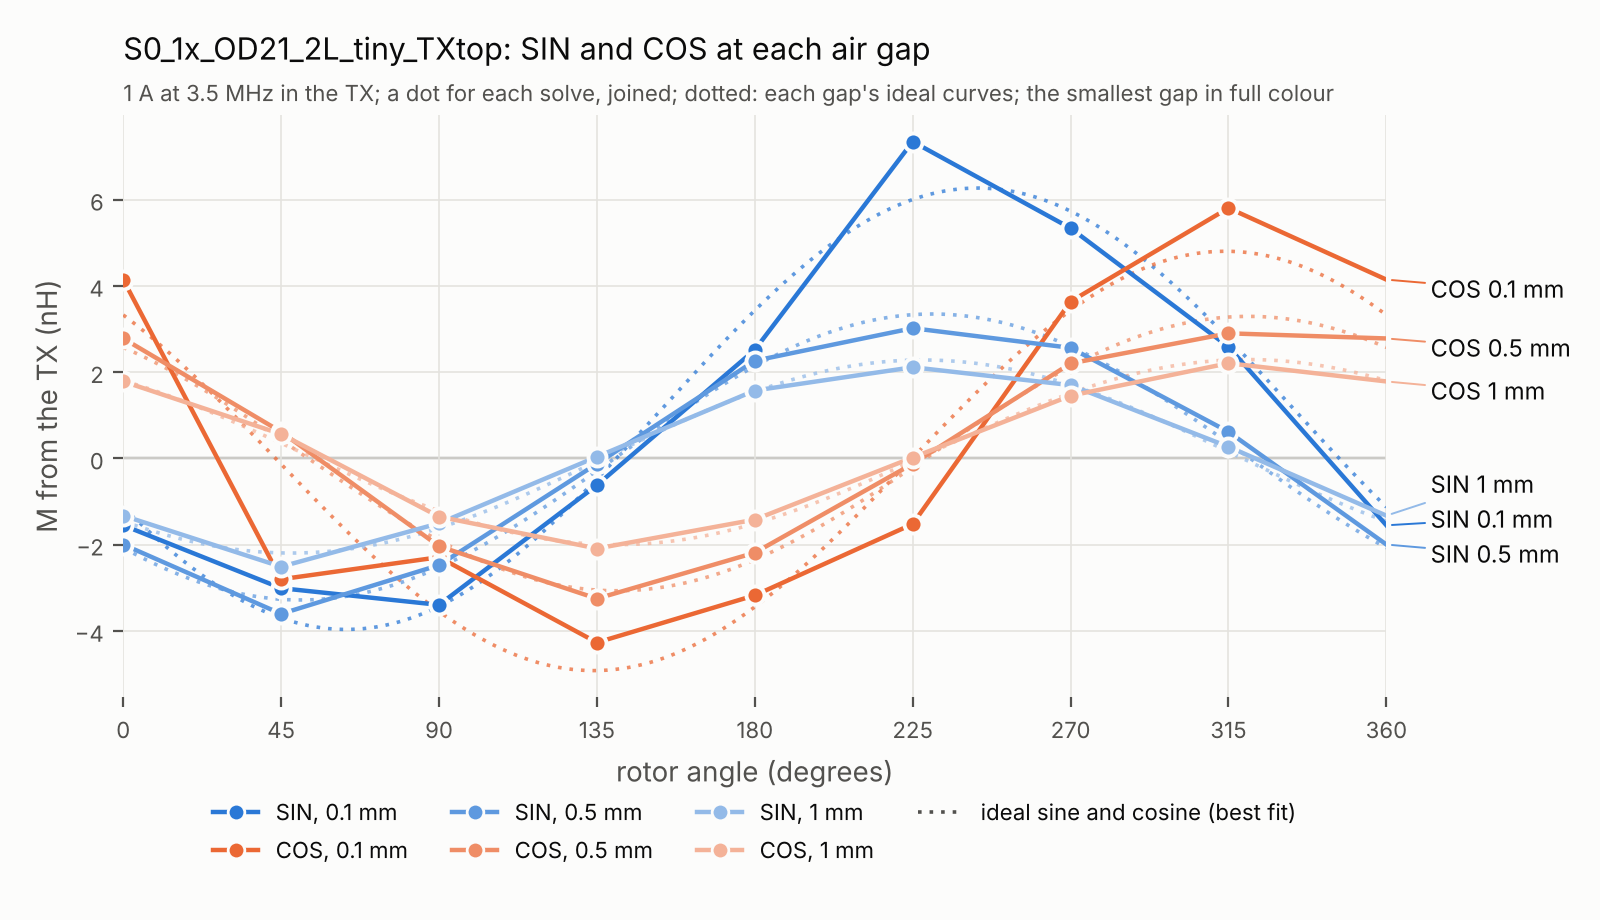 S0_1x_OD21_2L_tiny_TXtop: SIN and COS at each air gap
1 A at 3.5 MHz in the TX; a dot for each solve, joined; dotted: each gap's ideal curves; the smallest gap in full colour
M from the TX (nH)
6
4
2
0
−2
−4
COS 0.1 mm
COS 0.5 mm
COS 1 mm
SIN 1 mm
SIN 0.1 mm
SIN 0.5 mm
0 45 90 135 180 225 270 315 360
rotor angle (degrees)
SIN, 0.1 mm SIN, 0.5 mm SIN, 1 mm ideal sine and cosine (best fit)
COS, 0.1 mm COS, 0.5 mm COS, 1 mm